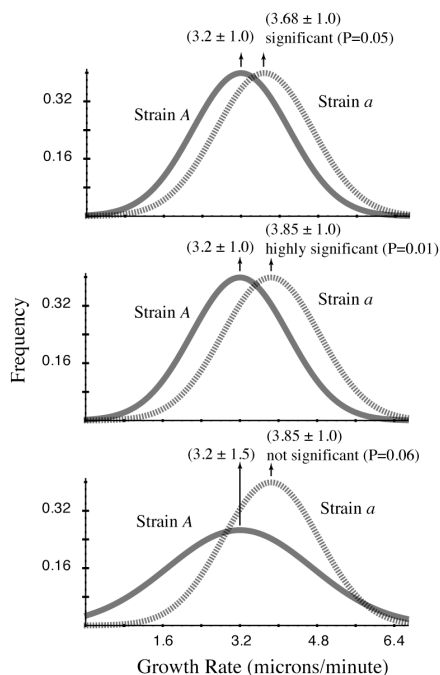 (3.68 ± 1.0)
(3.2 ± 1.0) significant (P=0.05)
0.32
Strain A Strain a
0.16
(3.85 ± 1.0)
(3.2 ± 1.0) highly significant (P=0.01)
0.32
Strain A Strain a
0.16
Frequency
(3.85 ± 1.0)
(3.2 ± 1.5) not significant (P=0.06)
0.32
Strain A Strain a
0.16
1.6 3.2 4.8 6.4
Growth Rate (microns/minute)